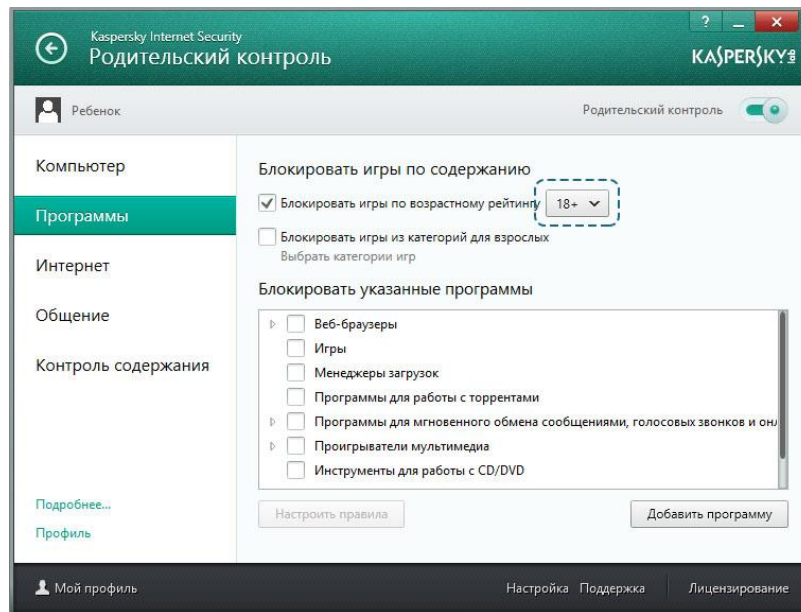 Kaspersky Internet Security
Родительский контроль
KASPERSKY
Ребенок
Родительский контроль
Компьютер
Программы
Интернет
Общение
Контроль содержания
Подробнее...
Профиль
Блокировать игры по содержанию
Блокировать игры по возрастному рейтингу 18+
Блокировать игры из категорий для взрослых
Выбрать категории игр
Блокировать указанные программы
Веб-браузеры
Игры
Менеджеры загрузок
Программы для работы с торрентами
Программы для мгновенного обмена сообщениями, голосовых звонков и
Проигрыватели мультимедиа
Инструменты для работы с CD/DVD
Настроить правила
Добавить программу
Мой профиль
Настройка Поддержка Лицензирование